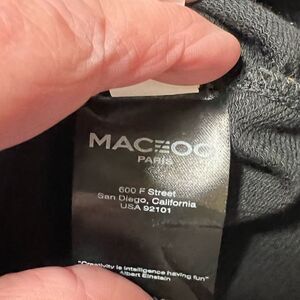 MACEOO
PARIS
600 F Street
San Diego, California
USA 92101
"Creativity is intelligence having fun"
Albert Einstein